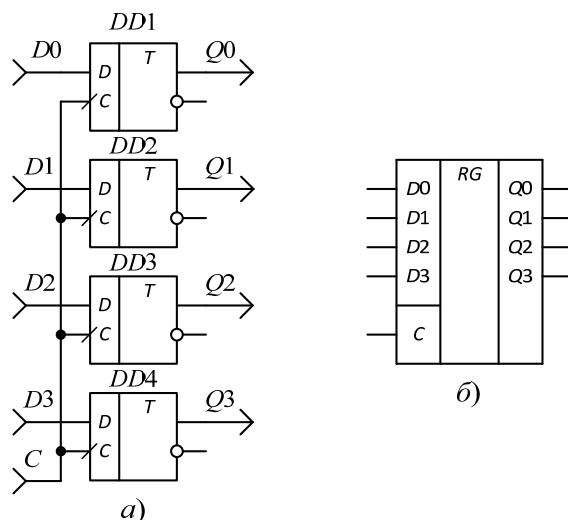 DD1
D0 D T Q0
C
DD2
D1 D T Q1
C
DD3
D2 D T Q2
C
DD4
D3 D T Q3
C C
а)
RG
D0 Q0
D1 Q1
D2 Q2
D3 Q3
C
б)